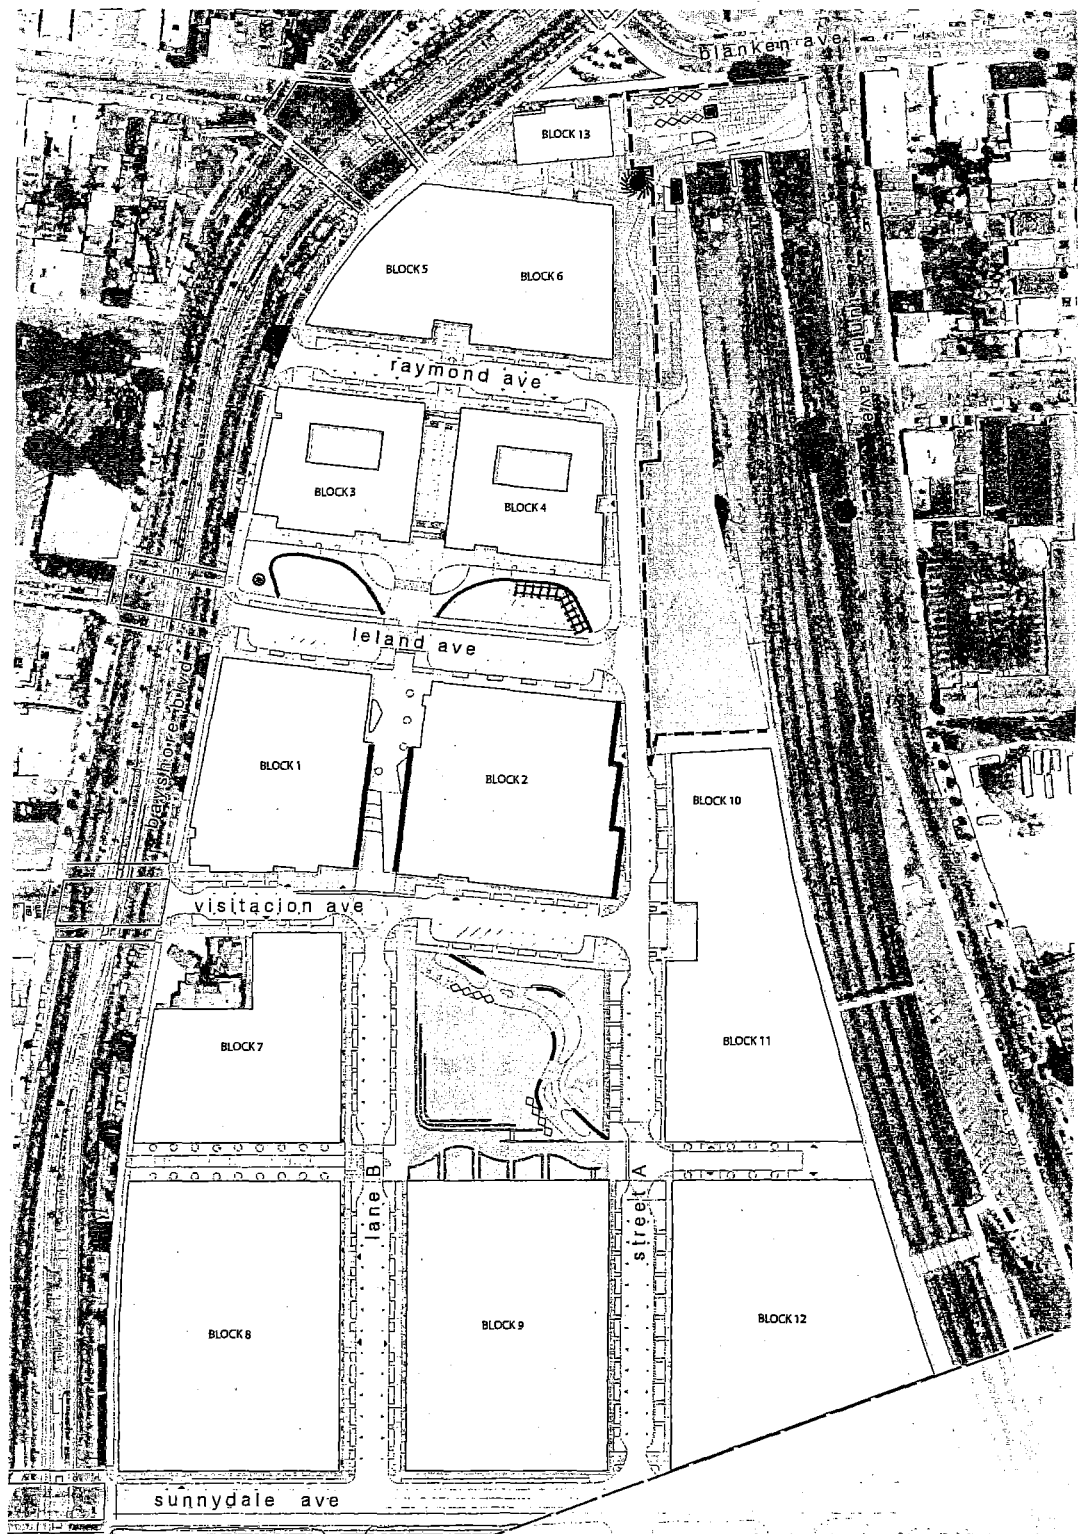 blanken ave
BLOCK 13
BLOCK 5
BLOCK 6
tunnell avenue
raymond ave
BLOCK 3
BLOCK 4
leland ave
bayshore blvd
BLOCK 1
BLOCK 2
BLOCK 10
visitacion ave
BLOCK 7
BLOCK 11
lane B
street A
BLOCK 8
BLOCK 9
BLOCK 12
sunnydale ave